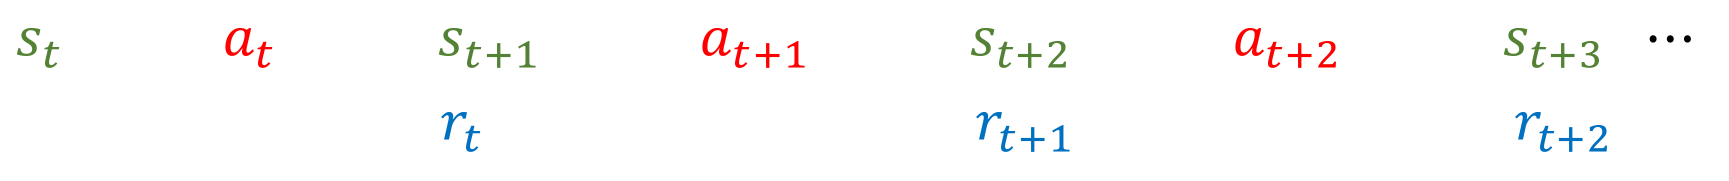 s_t a_t s_{t+1} a_{t+1} s_{t+2} a_{t+2} s_{t+3} ⋯
r_t r_{t+1} r_{t+2}